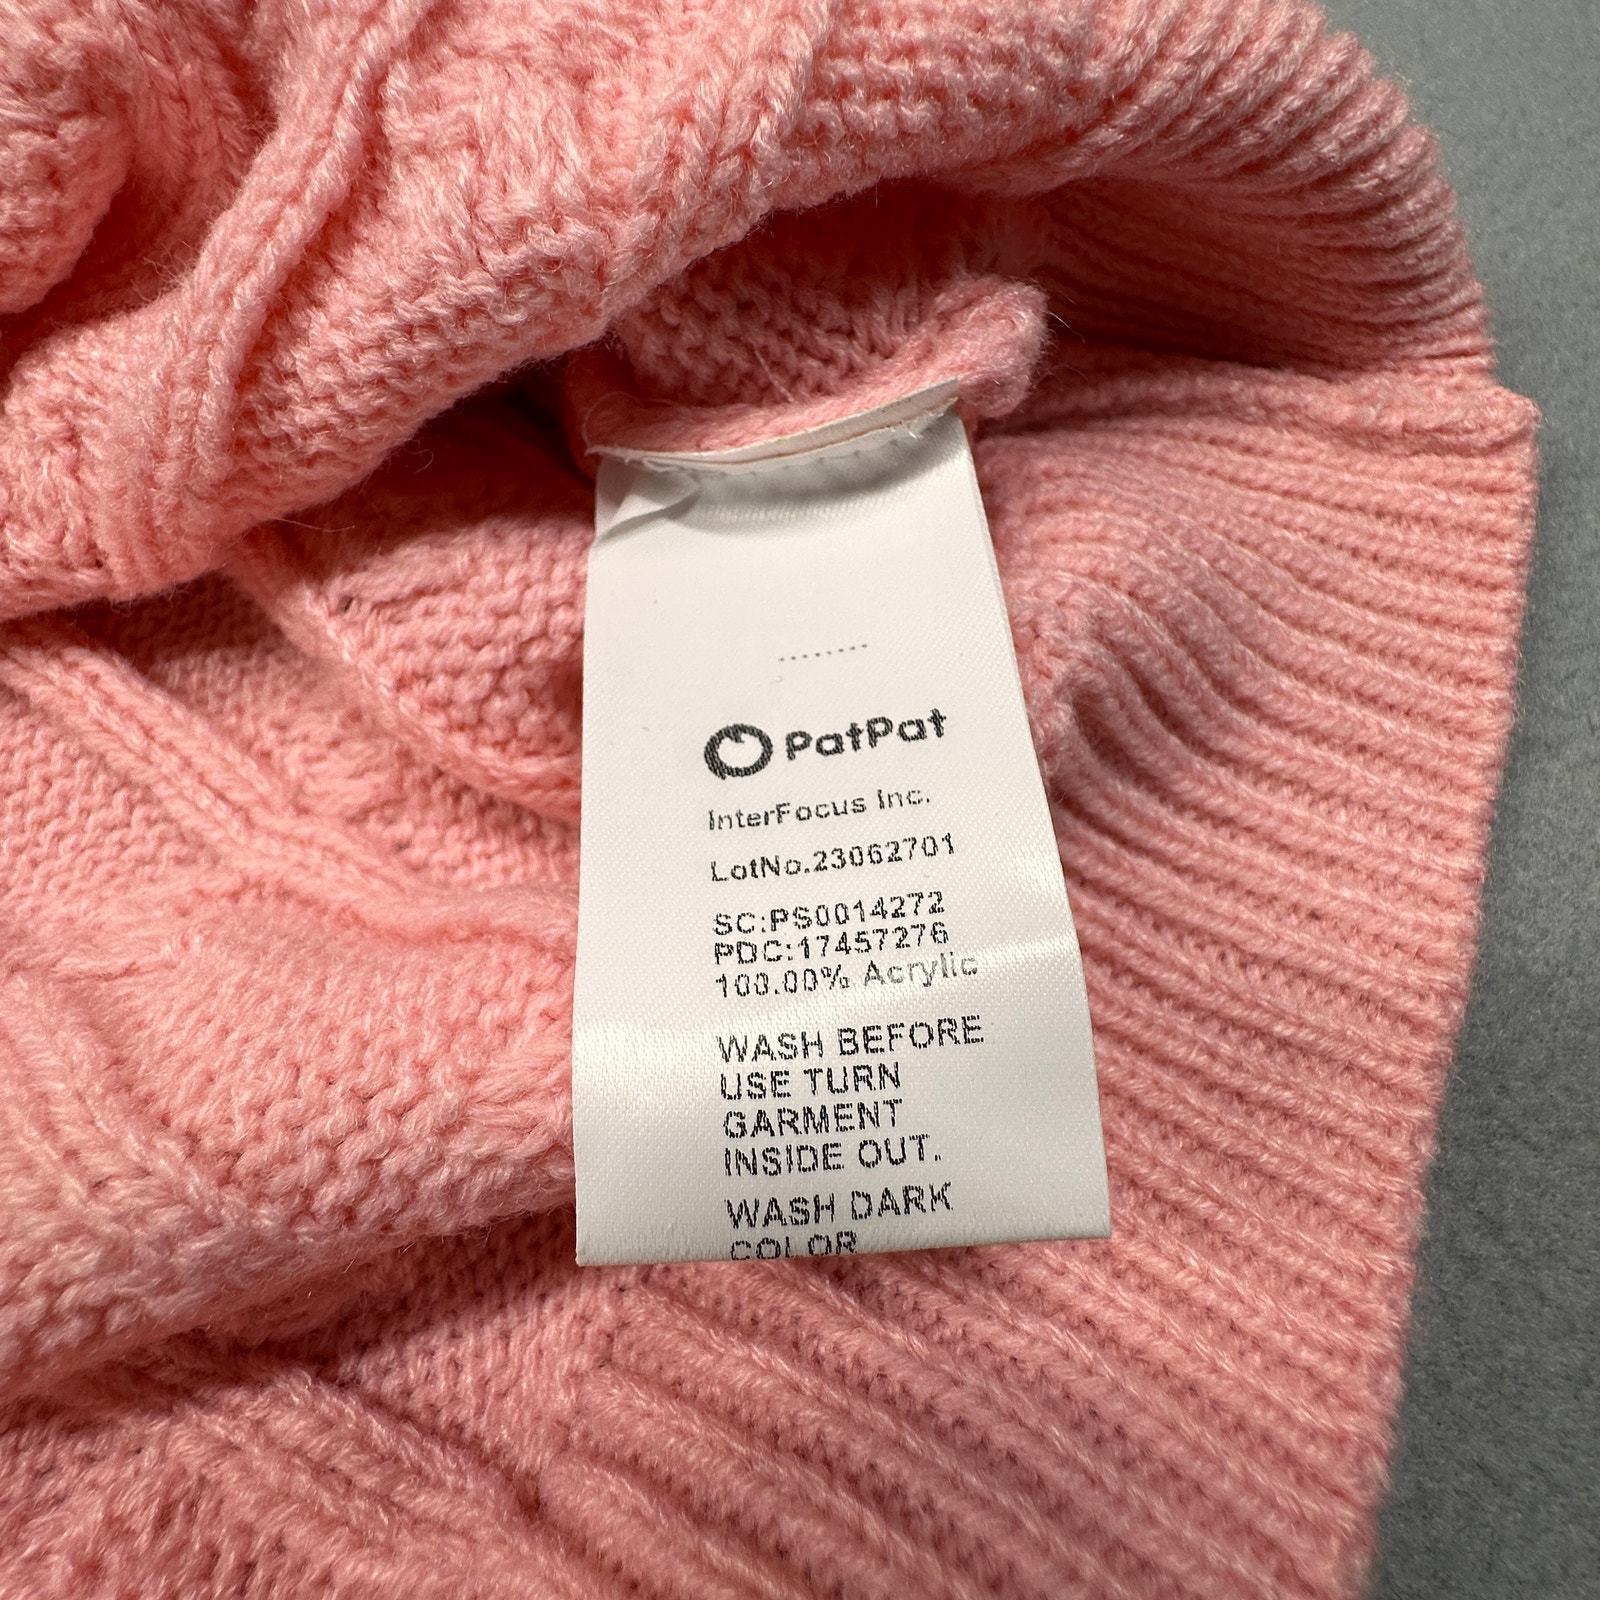 PatPat
InterFocus Inc.
LotNo.23062701
SC:PS0014272
PDC:17457276
100.00% Acrylic
WASH BEFORE
USE TURN
GARMENT
INSIDE OUT.
WASH DARK
COLOR